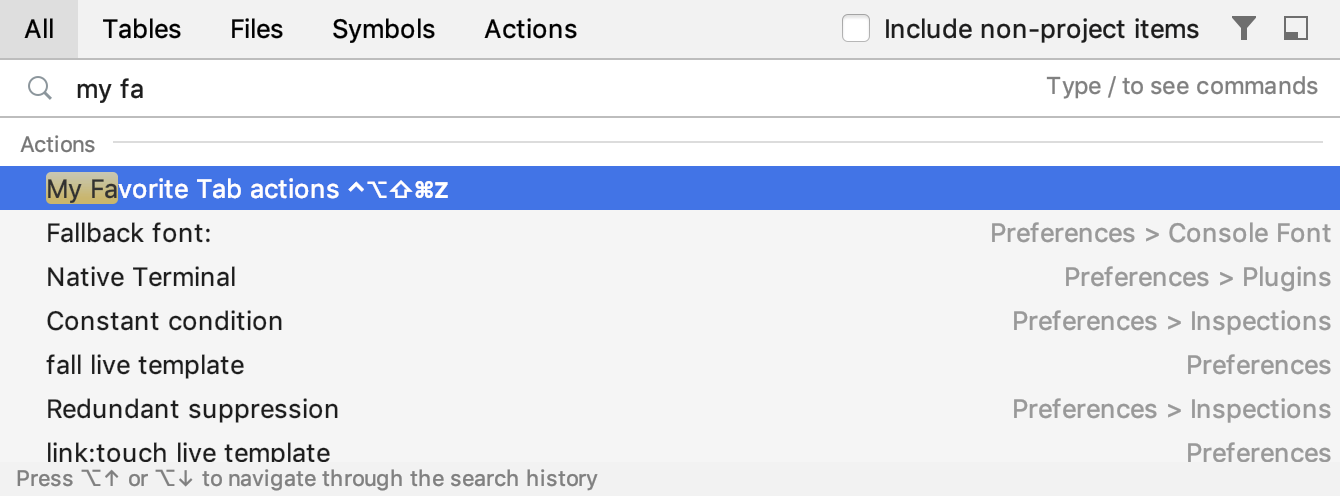 All Tables Files Symbols Actions Include non-project items
my fa Type / to see commands
Actions
My Favorite Tab actions ⌃⌥⇧⌘Z
Fallback font: Preferences > Console Font
Native Terminal Preferences > Plugins
Constant condition Preferences > Inspections
fall live template Preferences
Redundant suppression Preferences > Inspections
link:touch live template Preferences
Press ⌥↑ or ⌥↓ to navigate through the search history